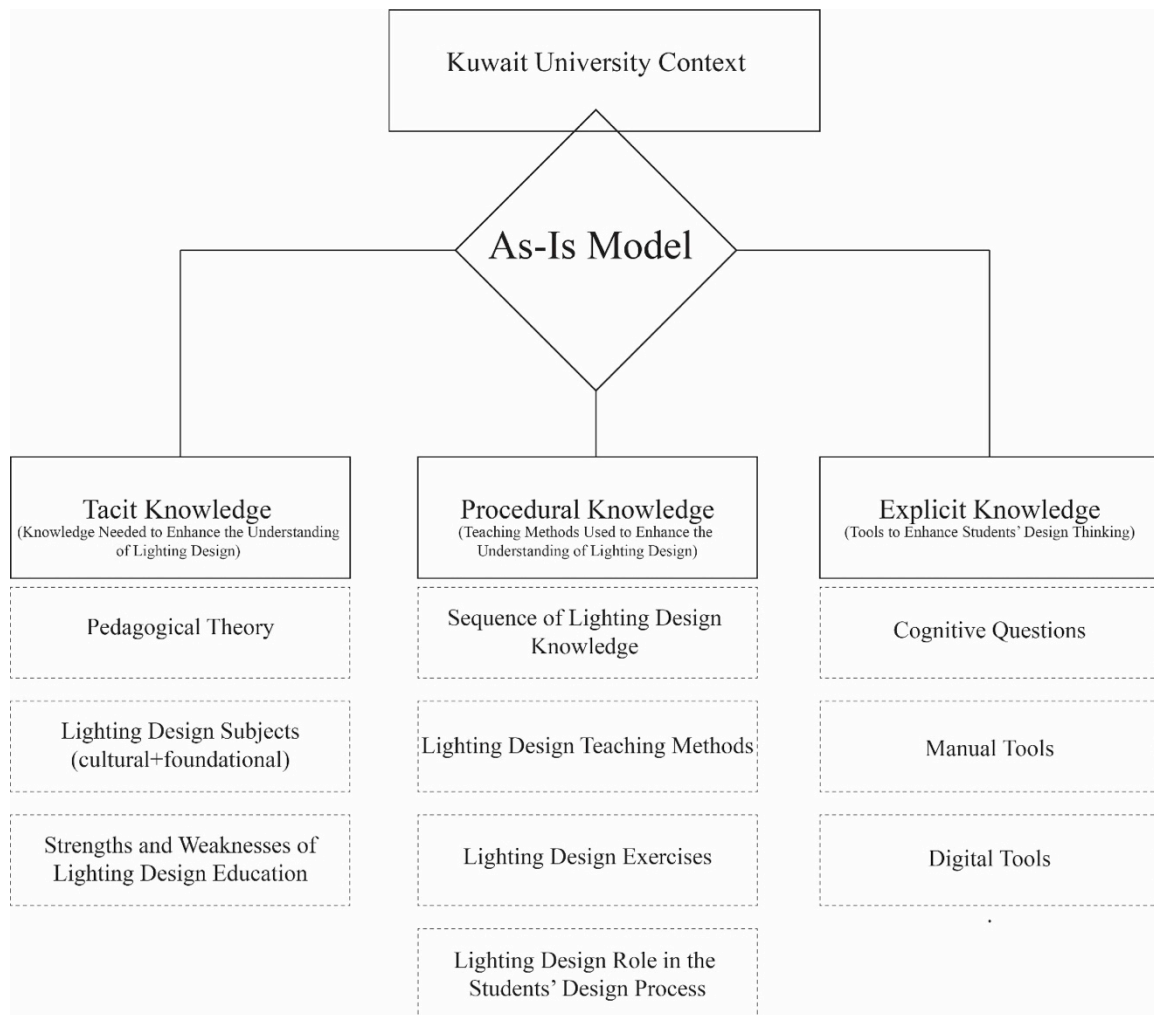 Kuwait University Context
As-Is Model
Tacit Knowledge
(Knowledge Needed to Enhance the Understanding
of Lighting Design)
Pedagogical Theory
Lighting Design Subjects
(cultural+foundational)
Strengths and Weaknesses of
Lighting Design Education
Procedural Knowledge
(Teaching Methods Used to Enhance the
Understanding of Lighting Design)
Sequence of Lighting Design
Knowledge
Lighting Design Teaching Methods
Lighting Design Exercises
Lighting Design Role in the
Students’ Design Process
Explicit Knowledge
(Tools to Enhance Students’ Design Thinking)
Cognitive Questions
Manual Tools
Digital Tools
.